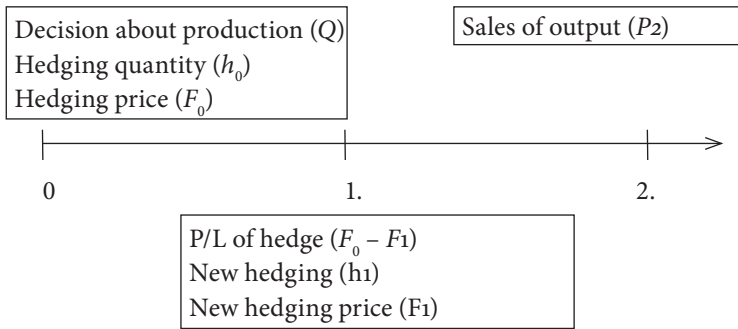 Decision about production (Q)
Hedging quantity (h₀)
Hedging price (F₀)
Sales of output (P2)
0
1.
2.
P/L of hedge (F₀ – F1)
New hedging (h1)
New hedging price (F1)